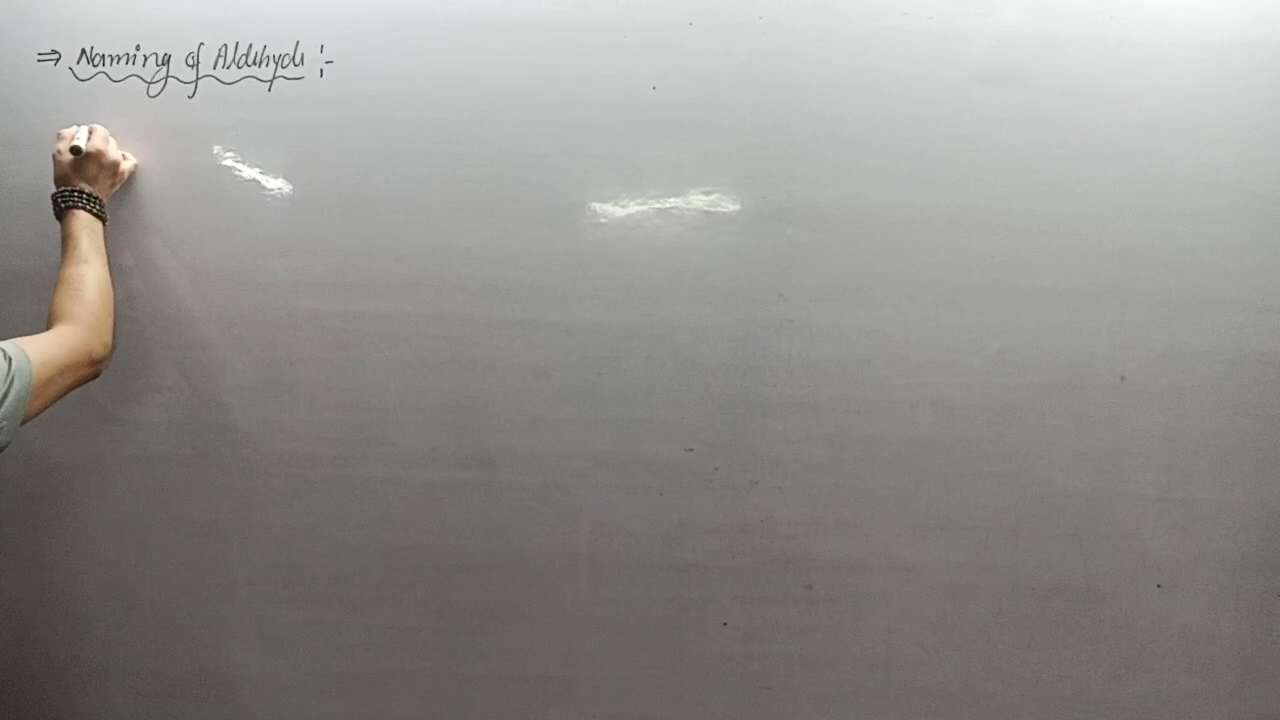 ⇒ Naming of Aldehyde :-